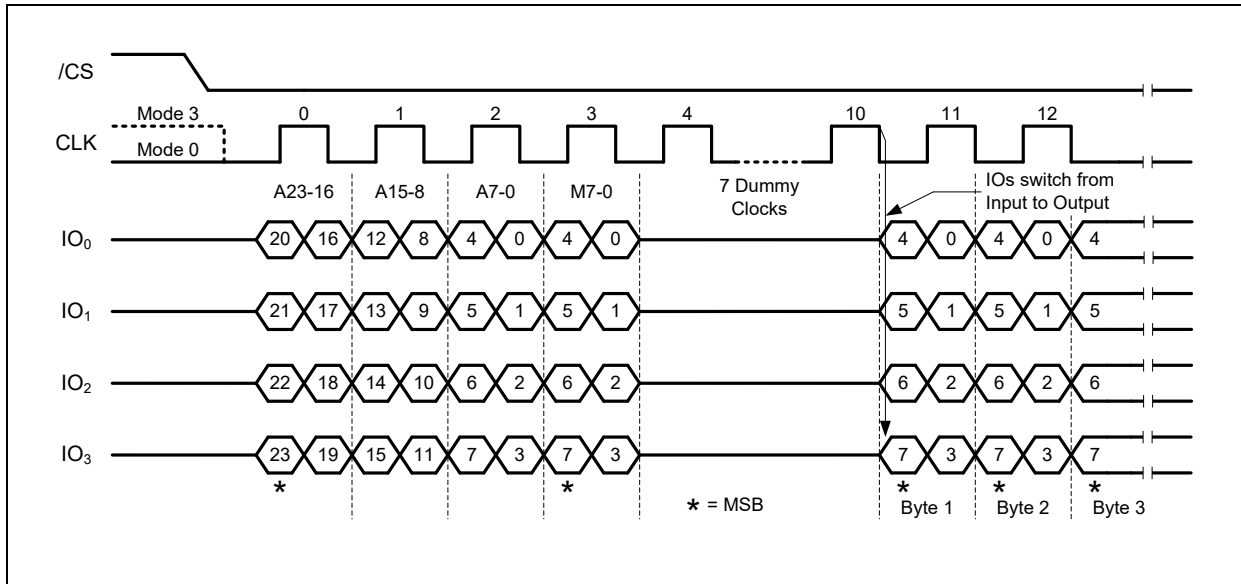 /CS
Mode 3 0 1 2 3 4 10 11 12
CLK
Mode 0
A23-16 A15-8 A7-0 M7-0 7 Dummy Clocks IOs switch from Input to Output
IO0 20 16 12 8 4 0 4 0 4 0 4 0 4
IO1 21 17 13 9 5 1 5 1 5 1 5 1 5
IO2 22 18 14 10 6 2 6 2 6 2 6 2 6
IO3 23 19 15 11 7 3 7 3 7 3 7 3 7
* * * * *
* = MSB Byte 1 Byte 2 Byte 3